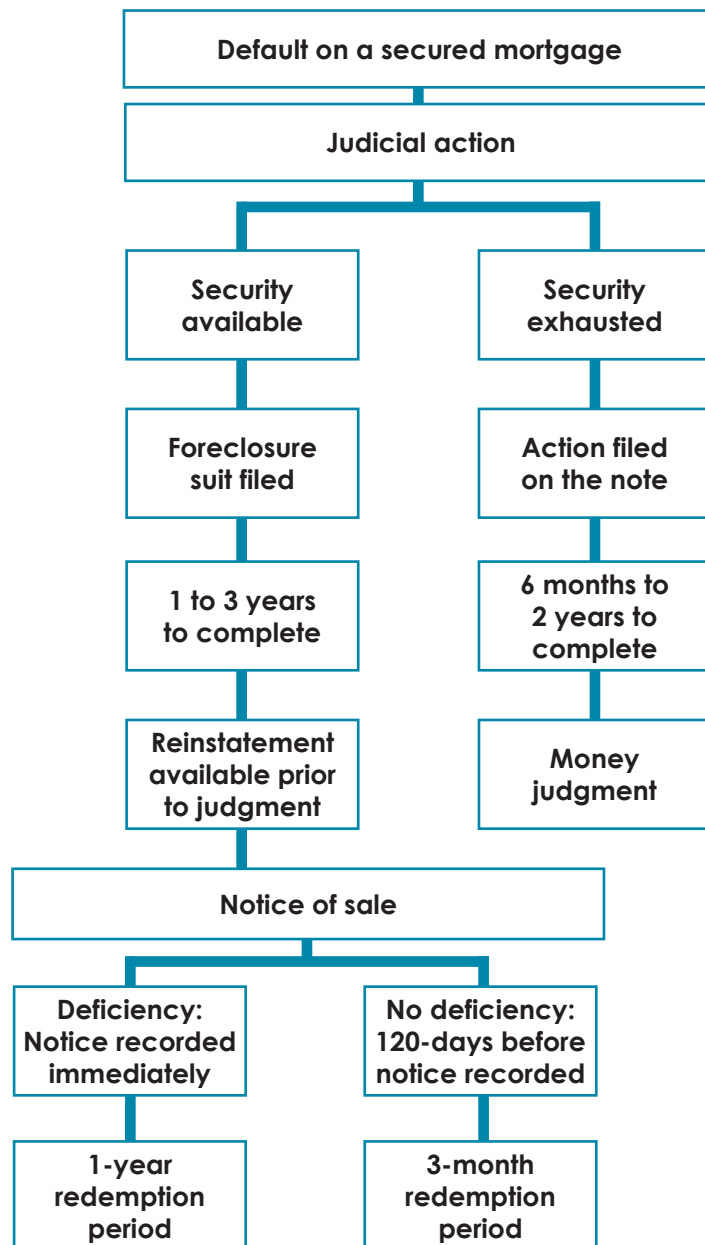 Default on a secured mortgage
Judicial action
Security
available
Security
exhausted
Foreclosure
suit filed
Action filed
on the note
1 to 3 years
to complete
6 months to
2 years to
complete
Reinstatement
available prior
to judgment
Money
judgment
Notice of sale
Deficiency:
Notice recorded
immediately
No deficiency:
120-days before
notice recorded
1-year
redemption
period
3-month
redemption
period